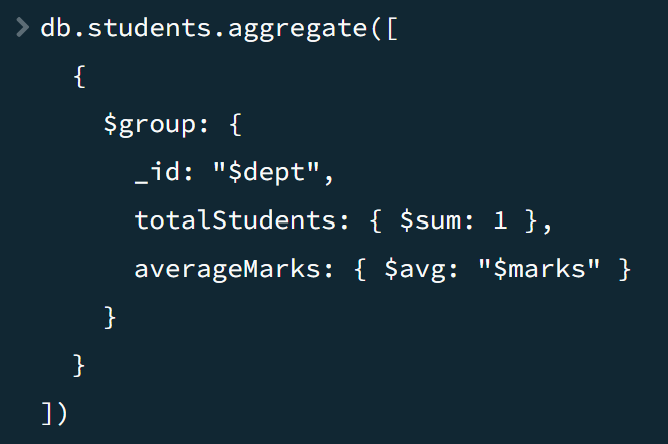 > db.students.aggregate([
{
$group: {
_id: "$dept",
totalStudents: { $sum: 1 },
averageMarks: { $avg: "$marks" }
}
}
])